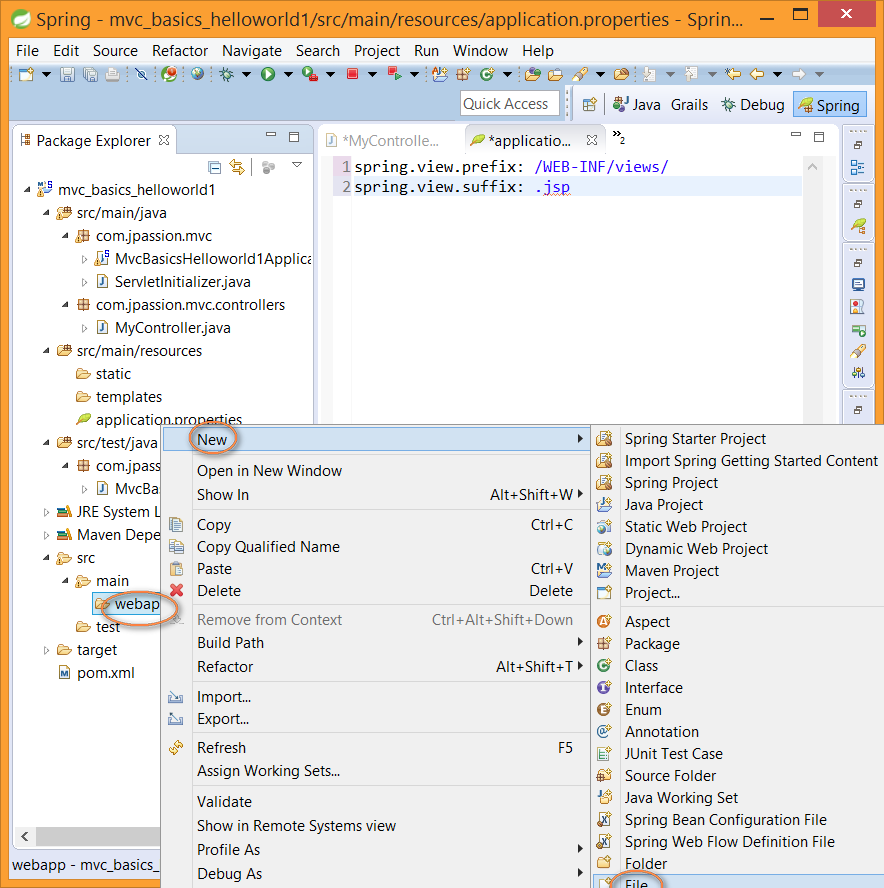 Spring - mvc_basics_helloworld1/src/main/resources/application.properties - Sprin...
File Edit Source Refactor Navigate Search Project Run Window Help
Quick Access
Java Grails Debug Spring
Package Explorer
*MyControlle... *applicatio... »2
mvc_basics_helloworld1
src/main/java
com.jpassion.mvc
MvcBasicsHelloworld1Applica
ServletInitializer.java
com.jpassion.mvc.controllers
MyController.java
src/main/resources
static
templates
application.properties
src/test/java
com.jpass
MvcBa
JRE System L
Maven Depe
src
main
webap
test
target
pom.xml
webapp - mvc_basics_
1 spring.view.prefix: /WEB-INF/views/
2 spring.view.suffix: .jsp
New
Open in New Window
Show In Alt+Shift+W
Copy Ctrl+C
Copy Qualified Name
Paste Ctrl+V
Delete Delete
Remove from Context Ctrl+Alt+Shift+Down
Build Path
Refactor Alt+Shift+T
Import...
Export...
Refresh F5
Assign Working Sets...
Validate
Show in Remote Systems view
Profile As
Debug As
Spring Starter Project
Import Spring Getting Started Content
Spring Project
Java Project
Static Web Project
Dynamic Web Project
Maven Project
Project...
Aspect
Package
Class
Interface
Enum
Annotation
JUnit Test Case
Source Folder
Java Working Set
Spring Bean Configuration File
Spring Web Flow Definition File
Folder
File